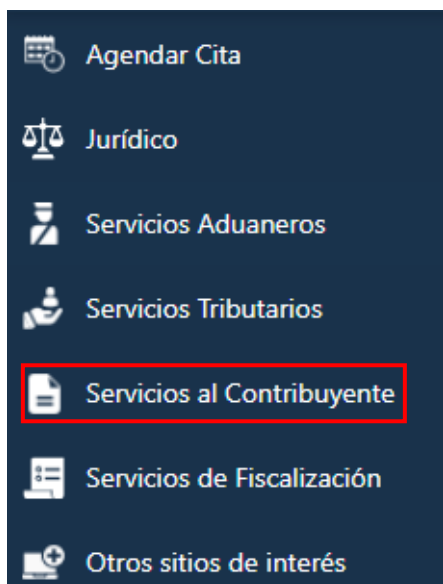 Agendar Cita
Jurídico
Servicios Aduaneros
Servicios Tributarios
Servicios al Contribuyente
Servicios de Fiscalización
Otros sitios de interés